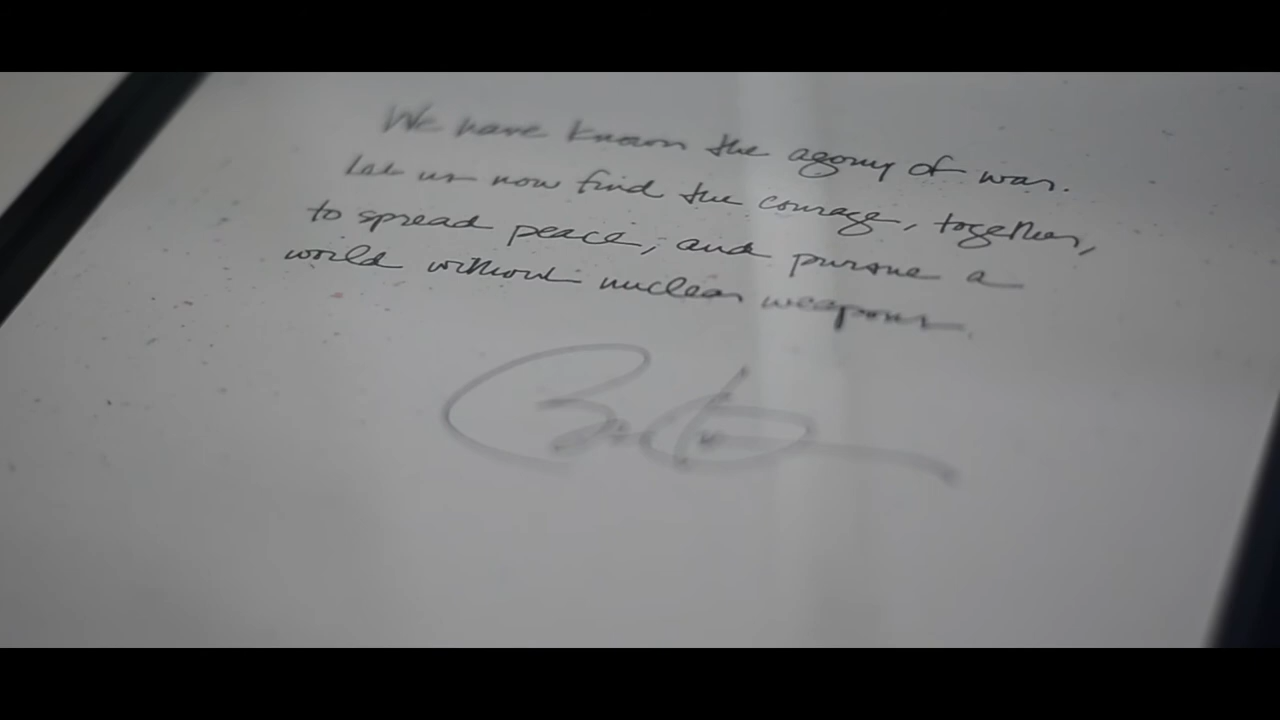 We have known the agony of war.
Let us now find the courage, together,
to spread peace, and pursue a
world without nuclear weapons.